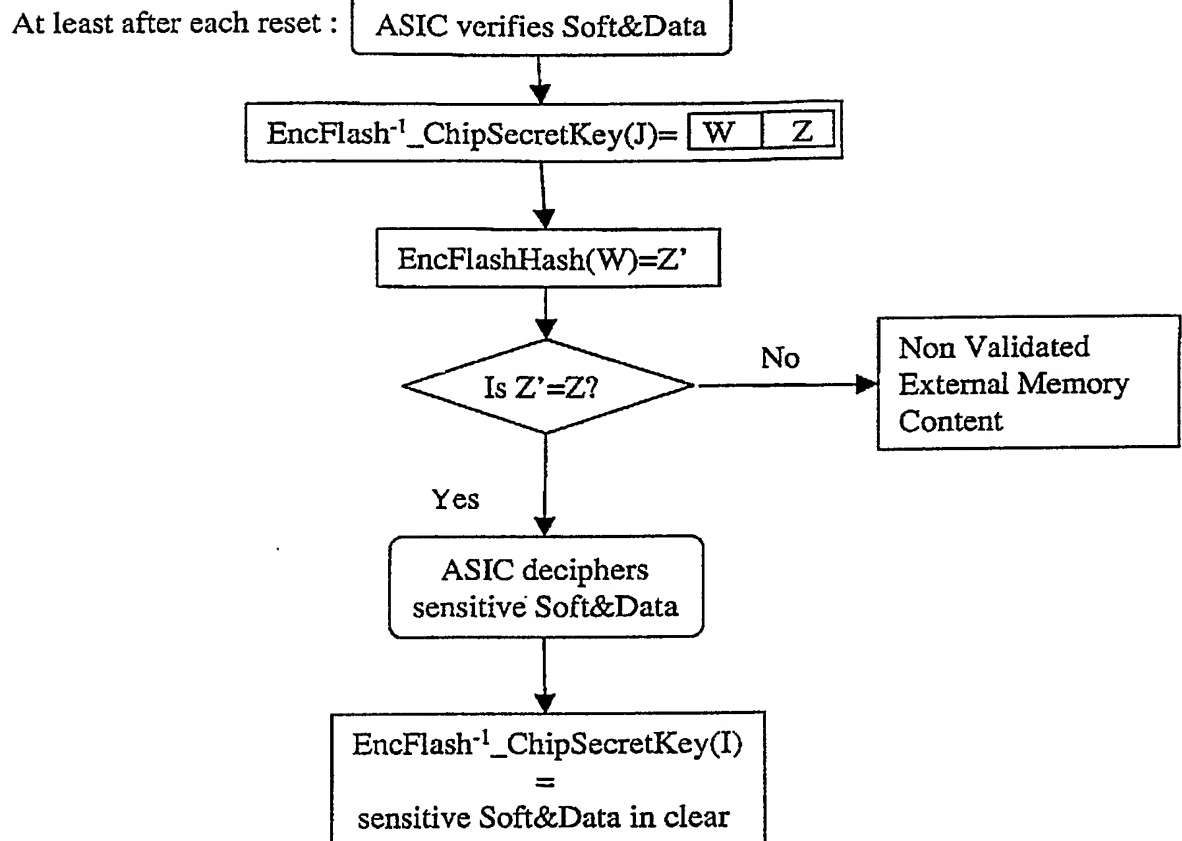 At least after each reset :
ASIC verifies Soft&Data
EncFlash⁻¹_ChipSecretKey(J)= W Z
EncFlashHash(W)=Z’
Is Z’=Z?
No
Non Validated
External Memory
Content
Yes
ASIC deciphers
sensitive Soft&Data
EncFlash⁻¹_ChipSecretKey(I)
=
sensitive Soft&Data in clear